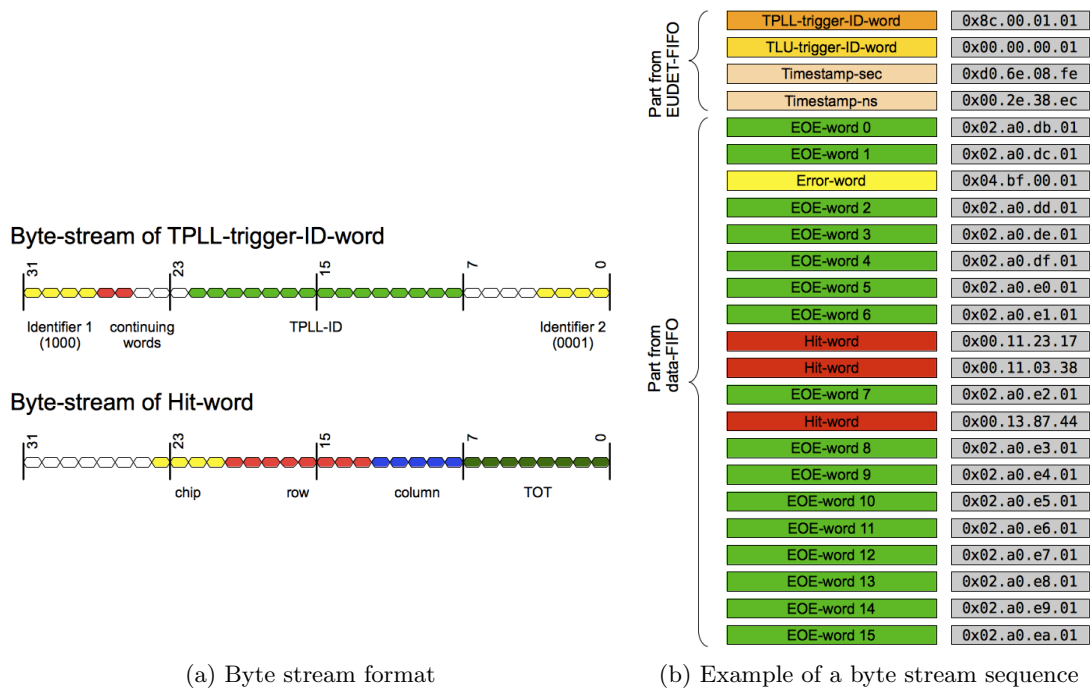 Byte-stream of TPLL-trigger-ID-word
31 23 15 7 0
Identifier 1 (1000)
continuing words
TPLL-ID
Identifier 2 (0001)
Byte-stream of Hit-word
31 23 15 7 0
chip row column TOT
(a) Byte stream format
Part from EUDET-FIFO
TPLL-trigger-ID-word 0x8c.00.01.01
TLU-trigger-ID-word 0x00.00.00.01
Timestamp-sec 0xd0.6e.08.fe
Timestamp-ns 0x00.2e.38.ec
Part from data-FIFO
EOE-word 0 0x02.a0.db.01
EOE-word 1 0x02.a0.dc.01
Error-word 0x04.bf.00.01
EOE-word 2 0x02.a0.dd.01
EOE-word 3 0x02.a0.de.01
EOE-word 4 0x02.a0.df.01
EOE-word 5 0x02.a0.e0.01
EOE-word 6 0x02.a0.e1.01
Hit-word 0x00.11.23.17
Hit-word 0x00.11.03.38
EOE-word 7 0x02.a0.e2.01
Hit-word 0x00.13.87.44
EOE-word 8 0x02.a0.e3.01
EOE-word 9 0x02.a0.e4.01
EOE-word 10 0x02.a0.e5.01
EOE-word 11 0x02.a0.e6.01
EOE-word 12 0x02.a0.e7.01
EOE-word 13 0x02.a0.e8.01
EOE-word 14 0x02.a0.e9.01
EOE-word 15 0x02.a0.ea.01
(b) Example of a byte stream sequence